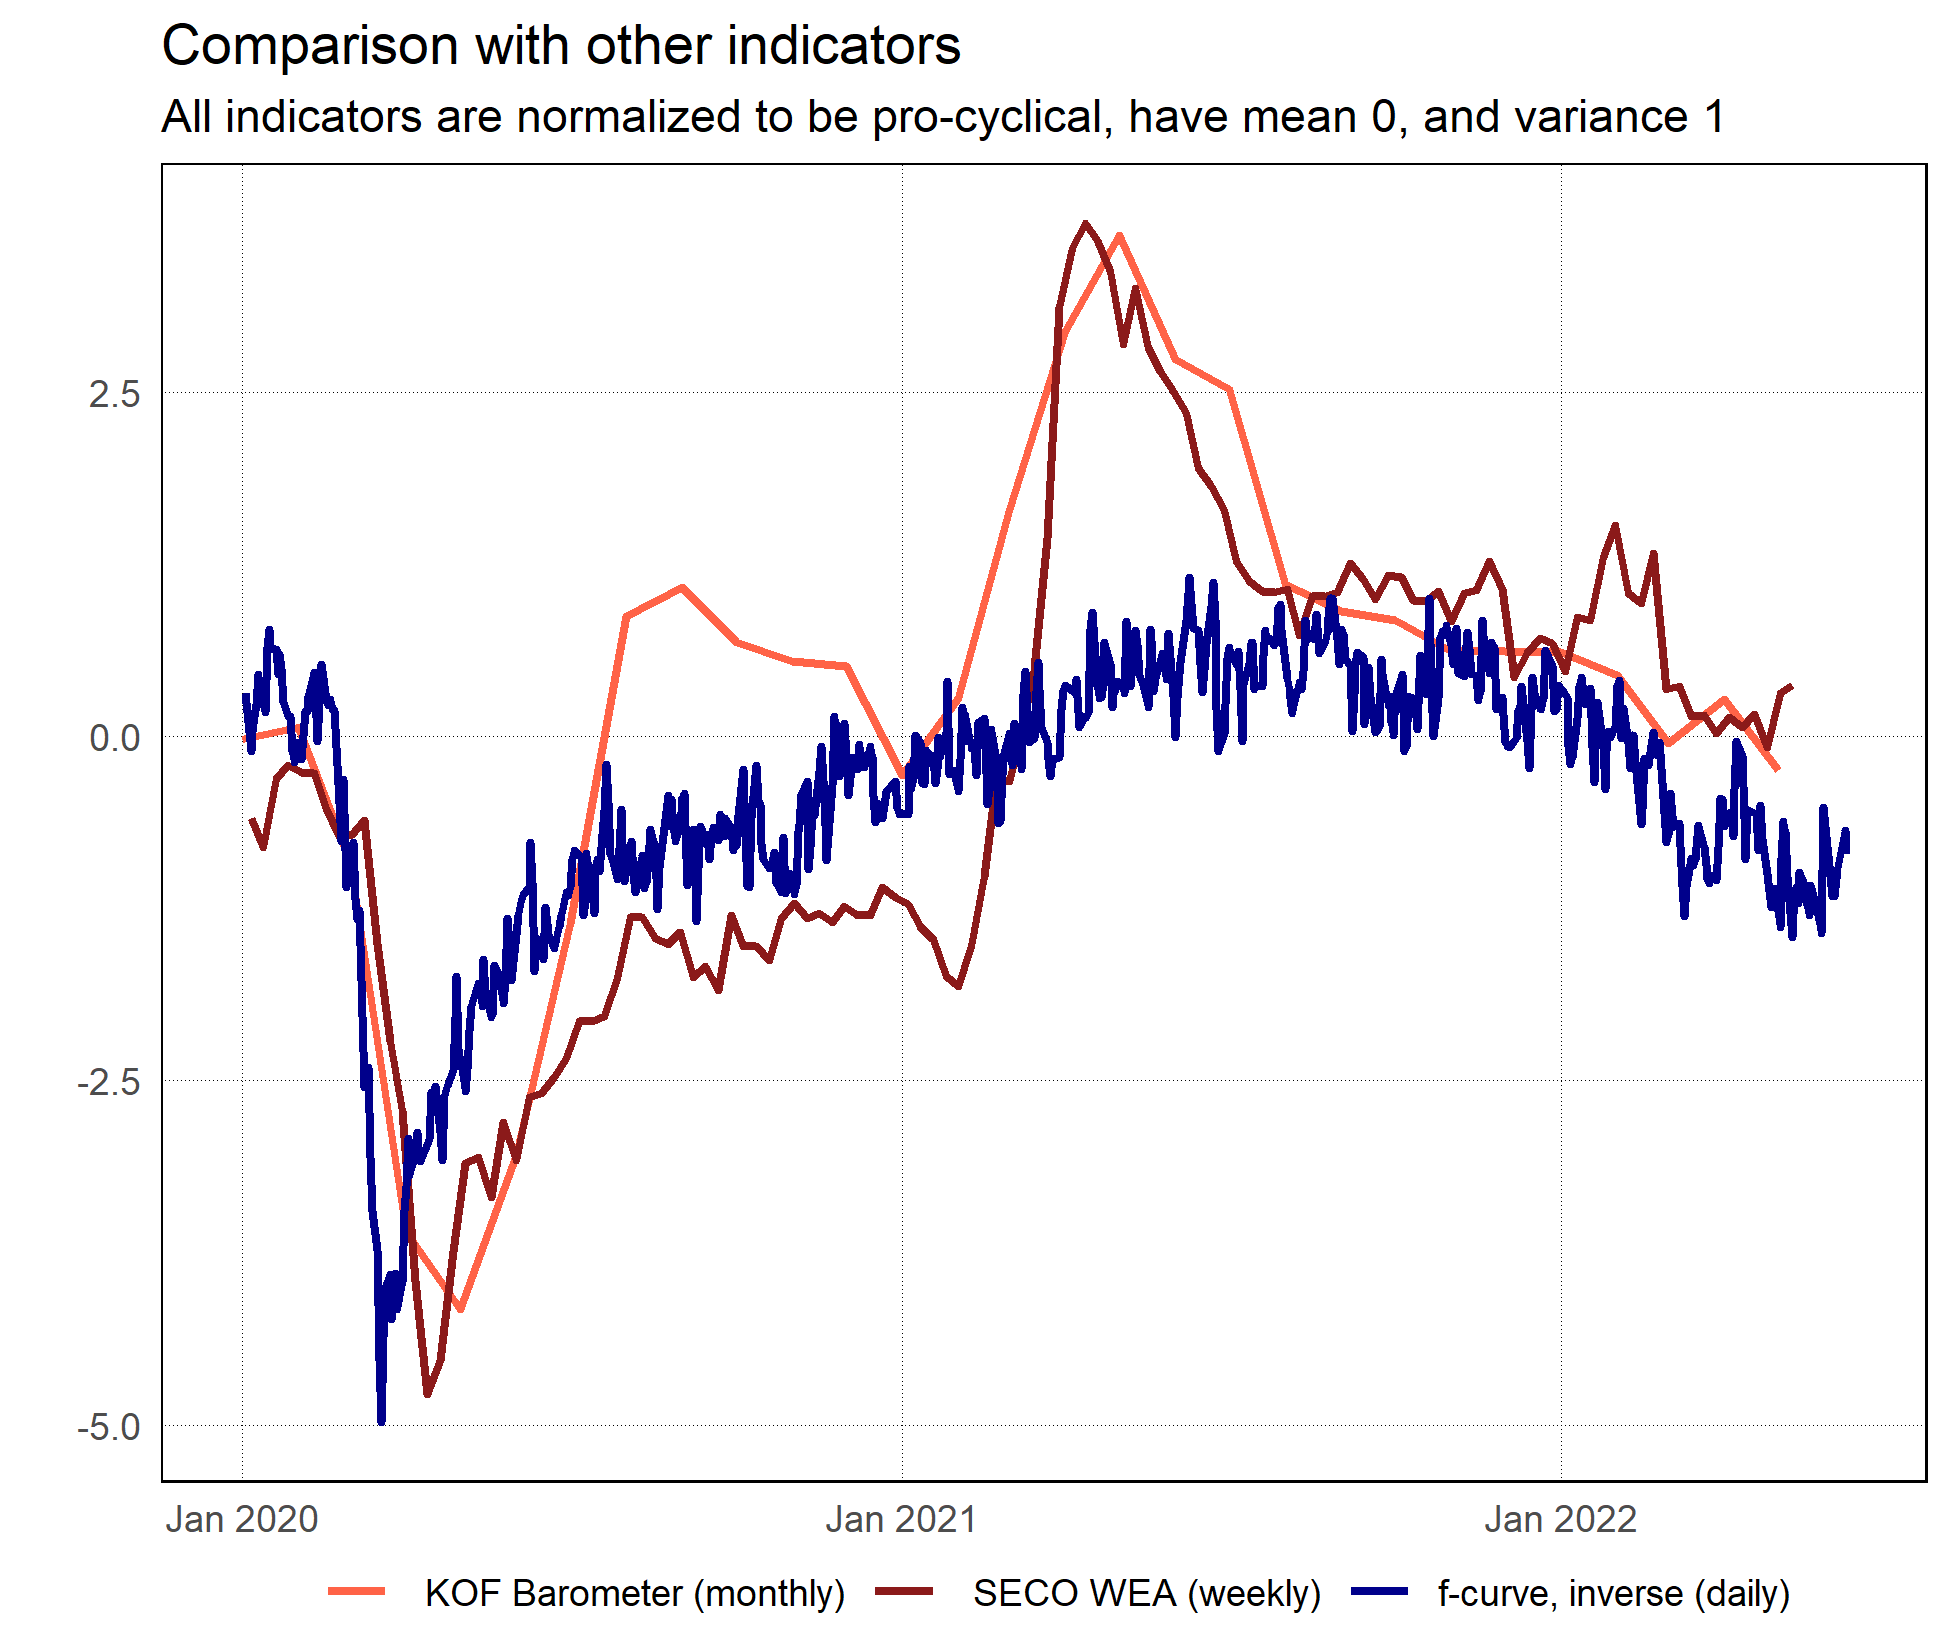 Comparison with other indicators
All indicators are normalized to be pro-cyclical, have mean 0, and variance 1
2.5
0.0
-2.5
-5.0
Jan 2020 Jan 2021 Jan 2022
KOF Barometer (monthly) SECO WEA (weekly) f-curve, inverse (daily)